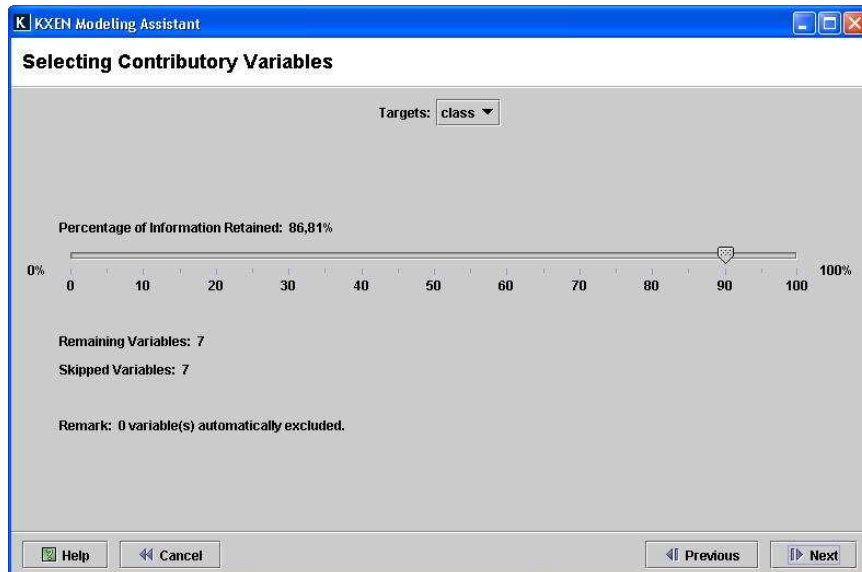 K KXEN Modeling Assistant
Selecting Contributory Variables
Targets: class
Percentage of Information Retained: 86,81%
0% 100%
0 10 20 30 40 50 60 70 80 90 100
Remaining Variables: 7
Skipped Variables: 7
Remark: 0 variable(s) automatically excluded.
Help Cancel Previous Next